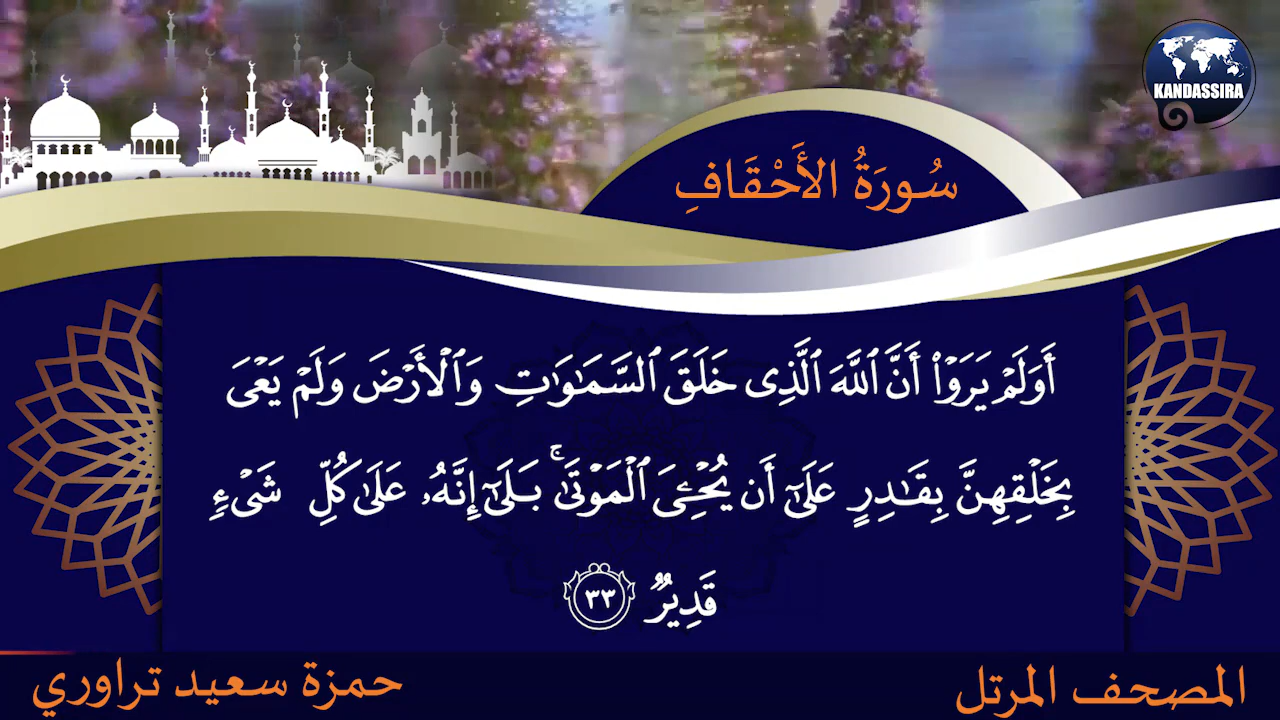 KANDASSIRA
سُورَةُ الأَحْقَافِ
أَوَلَمْ يَرَوْا۟ أَنَّ ٱللَّهَ ٱلَّذِى خَلَقَ ٱلسَّمَـٰوَٰتِ وَٱلْأَرْضَ وَلَمْ يَعْىَ
بِخَلْقِهِنَّ بِقَـٰدِرٍ عَلَىٰٓ أَن يُحْـِۧىَ ٱلْمَوْتَىٰ ۚ بَلَىٰٓ إِنَّهُۥ عَلَىٰ كُلِّ شَىْءٍ
قَدِيرٌ ٣٣
المصحف المرتل
حمزة سعيد تراوري